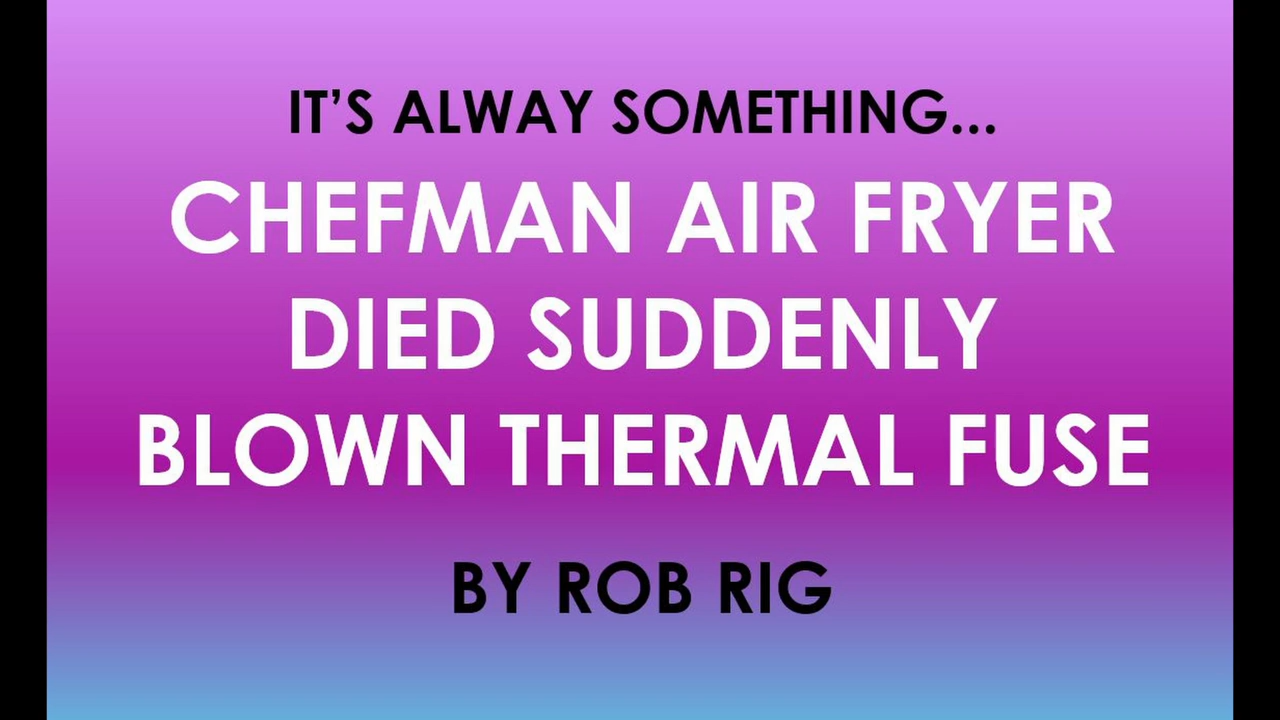 IT’S ALWAY SOMETHING...
CHEFMAN AIR FRYER
DIED SUDDENLY
BLOWN THERMAL FUSE
BY ROB RIG